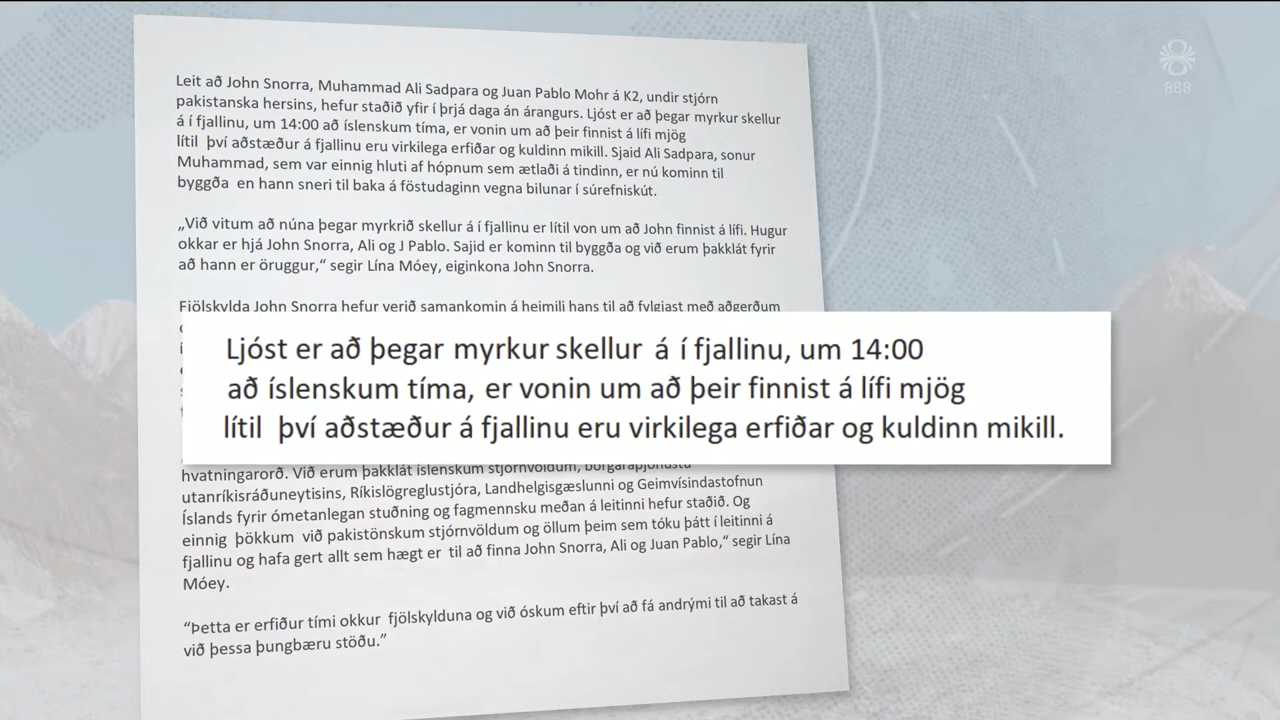 888
Leit að John Snorra, Muhammad Ali Sadpara og Juan Pablo Mohr á K2, undir stjórn
pakistanska hersins, hefur staðið yfir í þrjá daga án árangurs. Ljóst er að þegar myrkur skellur
á í fjallinu, um 14:00 að íslenskum tíma, er vonin um að þeir finnist á lífi mjög
lítil því aðstæður á fjallinu eru virkilega erfiðar og kuldinn mikill. Sjaid Ali Sadpara, sonur
Muhammad, sem var einnig hluti af hópnum sem ætlaði á tindinn, er nú kominn til
byggða en hann sneri til baka á föstudaginn vegna bilunar í súrefniskút.
„Við vitum að núna þegar myrkrið skellur á í fjallinu er lítil von um að John finnist á lífi. Hugur
okkar er hjá John Snorra, Ali og J Pablo. Sajid er kominn til byggða og við erum þakklát fyrir
að hann er öruggur,“ segir Lína Móey, eiginkona John Snorra.
Fjölskylda John Snorra hefur verið samankomin á heimili hans til að fylgjast með aðgerðum
Ljóst er að þegar myrkur skellur á í fjallinu, um 14:00
að íslenskum tíma, er vonin um að þeir finnist á lífi mjög
lítil því aðstæður á fjallinu eru virkilega erfiðar og kuldinn mikill.
hvatningarorð. Við erum þakklát íslenskum stjórnvöldum, borgaraþjónustu
utanríkisráðuneytisins, Ríkislögreglustjóra, Landhelgisgæslunni og Geimvísindastofnun
Íslands fyrir ómetanlegan stuðning og fagmennsku meðan á leitinni hefur staðið. Og
einnig þökkum við pakistönskum stjórnvöldum og öllum þeim sem tóku þátt í leitinni á
fjallinu og hafa gert allt sem hægt er til að finna John Snorra, Ali og Juan Pablo,“ segir Lína
Móey.
“Þetta er erfiður tími okkur fjölskylduna og við óskum eftir því að fá andrými til að takast á
við þessa þungbæru stöðu.”